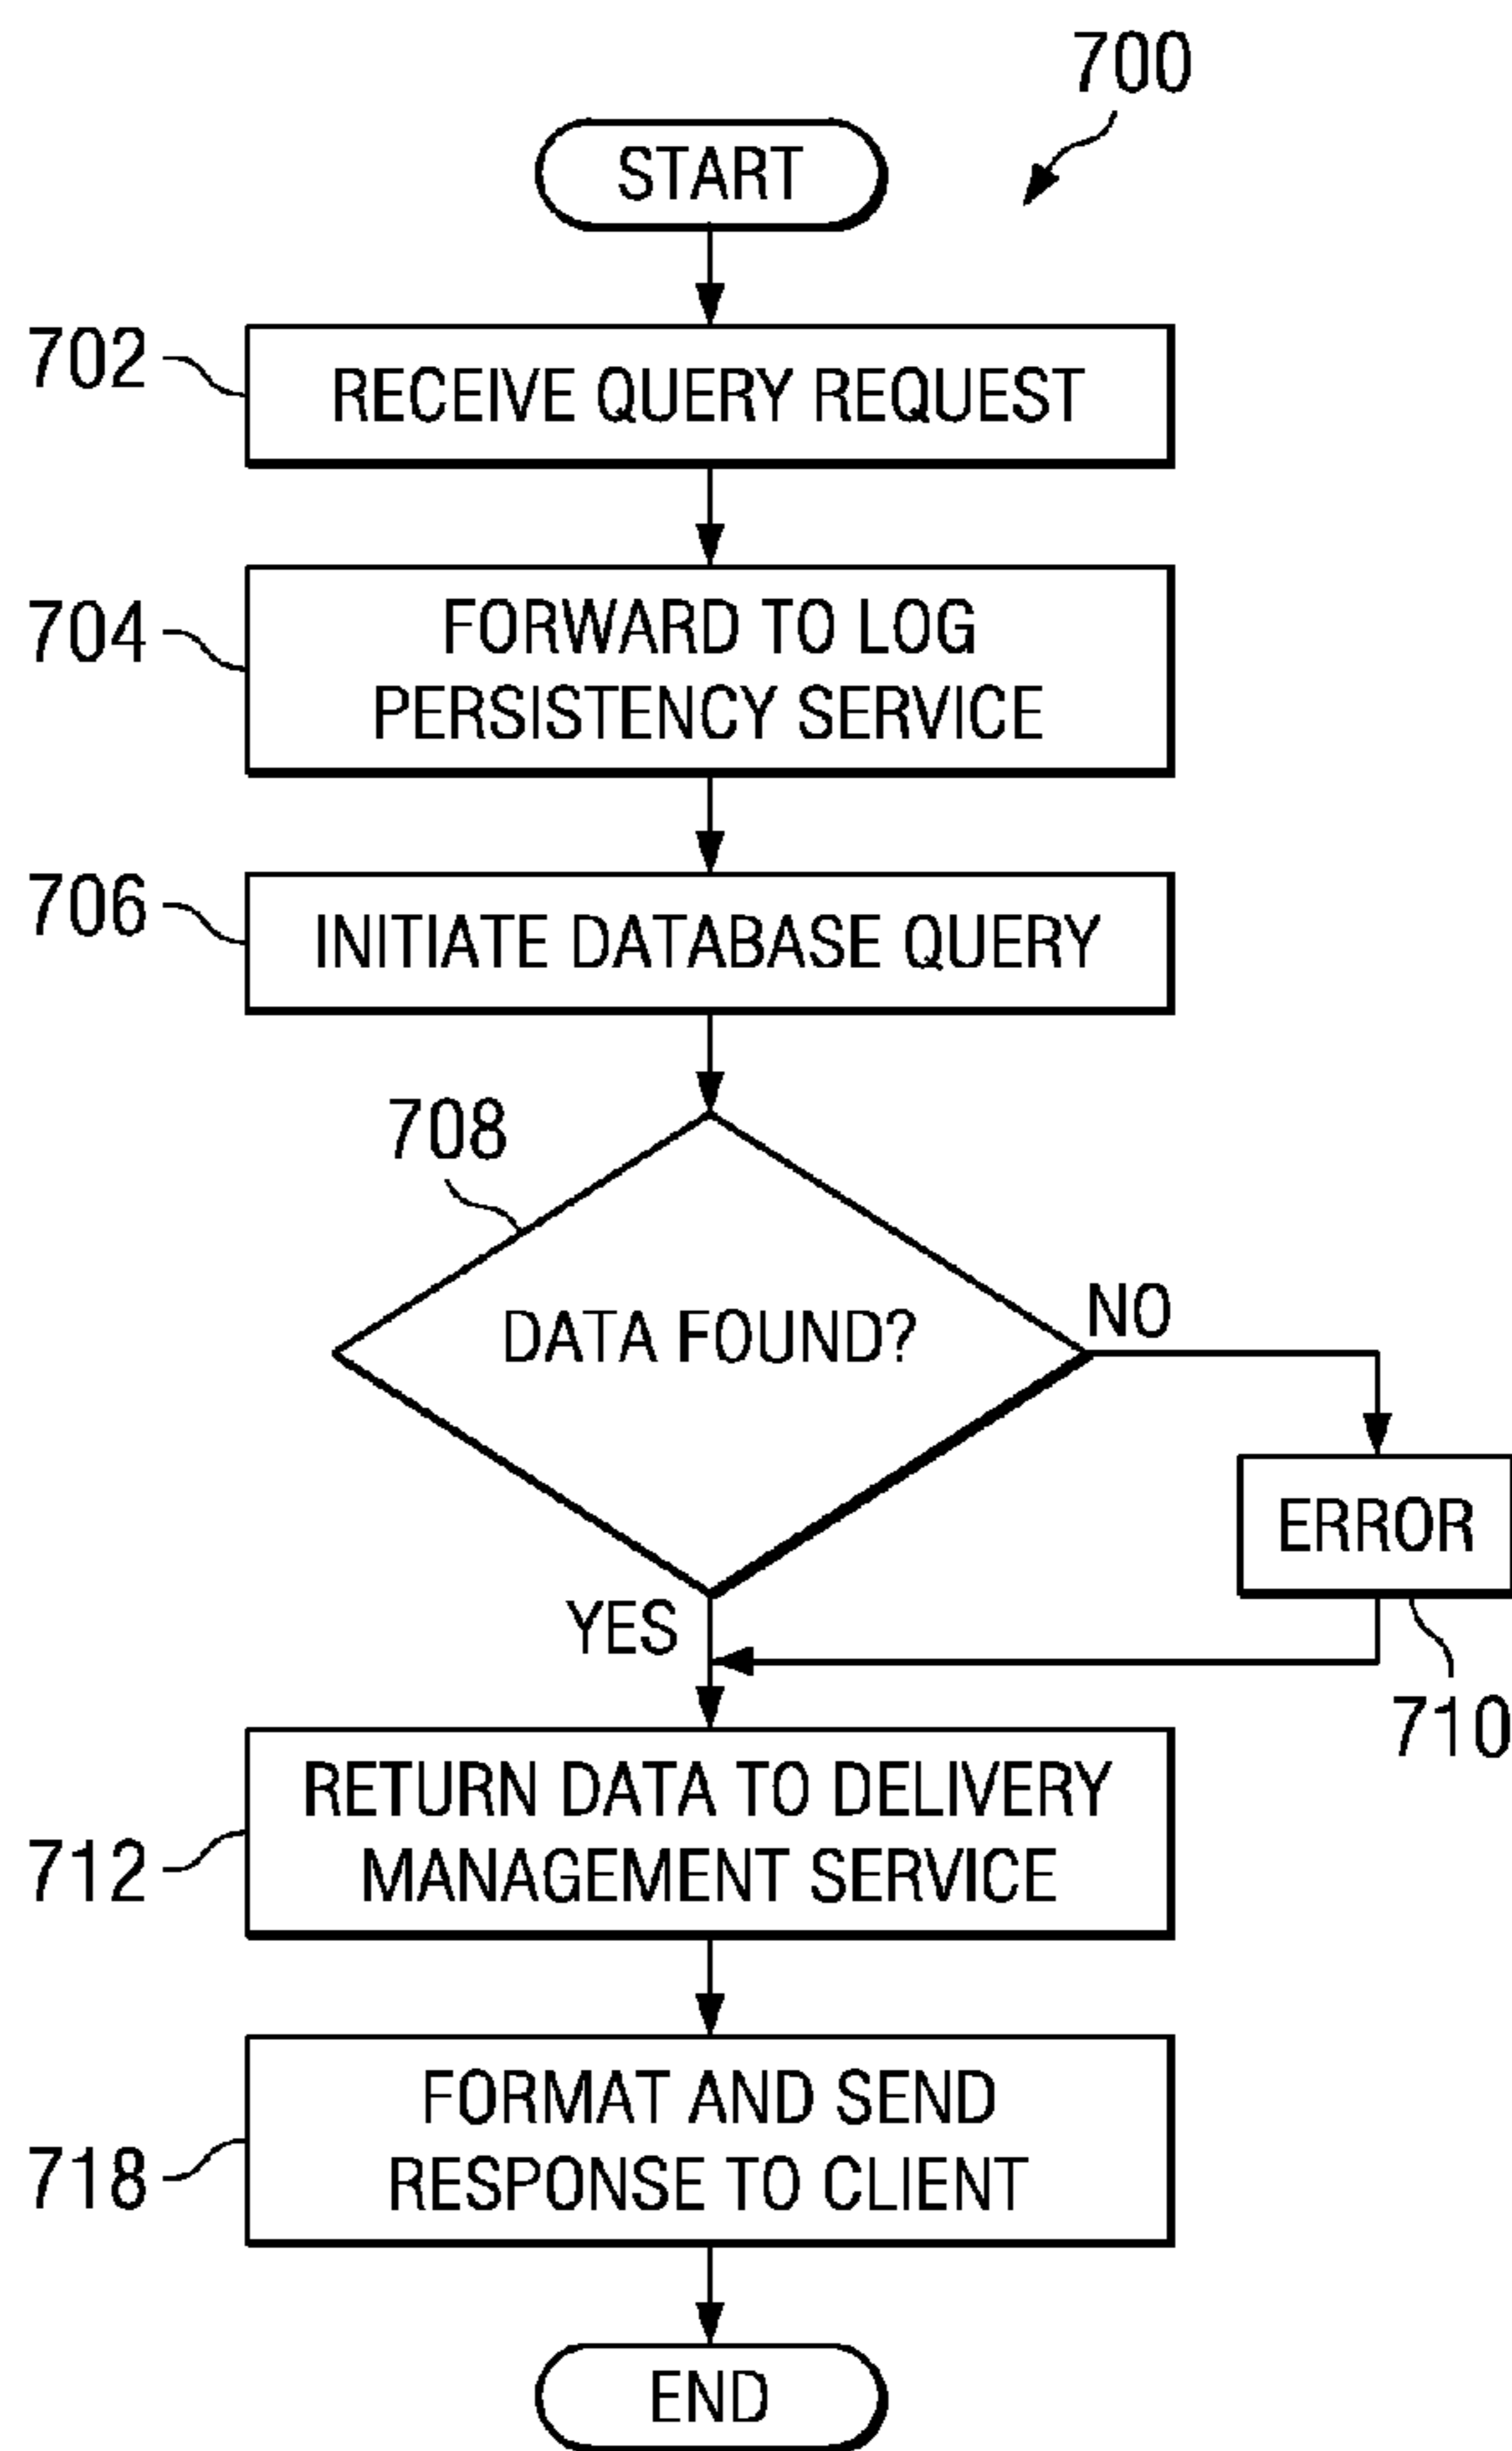 700
START
702
RECEIVE QUERY REQUEST
704
FORWARD TO LOG
PERSISTENCY SERVICE
706
INITIATE DATABASE QUERY
708
DATA FOUND?
NO
ERROR
YES
710
RETURN DATA TO DELIVERY
MANAGEMENT SERVICE
712
FORMAT AND SEND
RESPONSE TO CLIENT
718
END